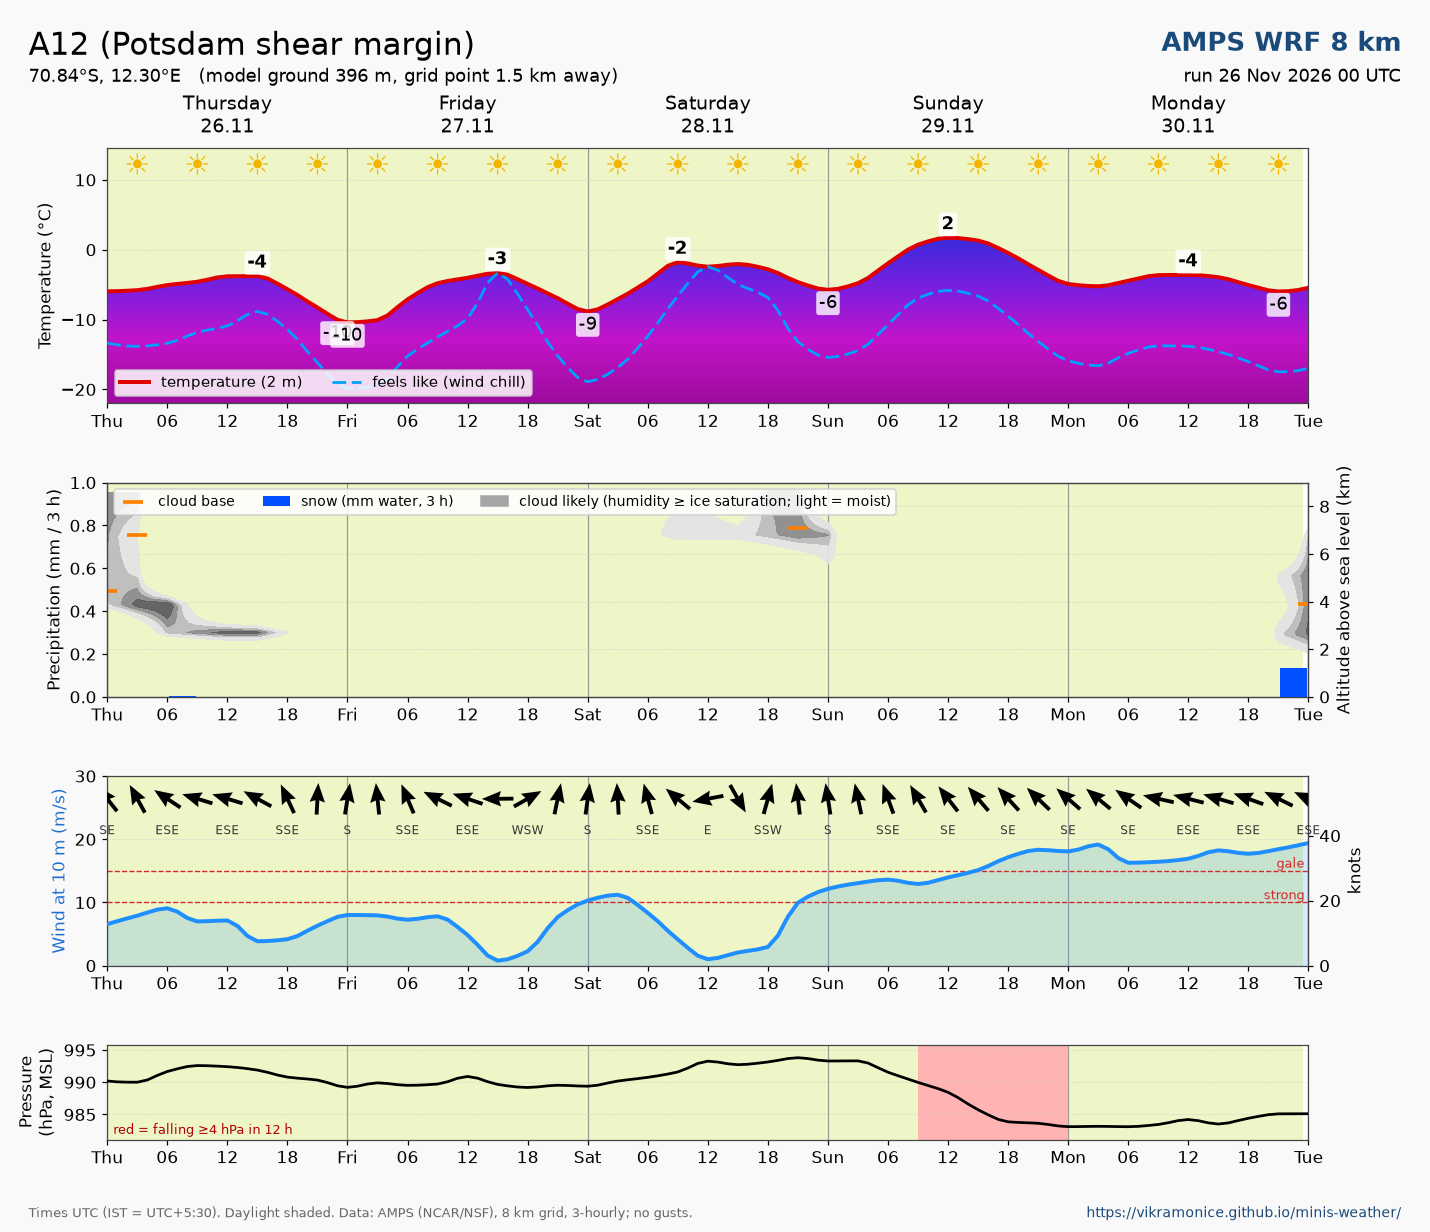 A12 (Potsdam shear margin)
AMPS WRF 8 km
70.84°S, 12.30°E (model ground 396 m, grid point 1.5 km away)
run 26 Nov 2026 00 UTC
Thursday Friday Saturday Sunday Monday
26.11 27.11 28.11 29.11 30.11
Temperature (°C)
10
0
−10
−20
-4 -10 -3 -9 -2 -6 2 -4 -6
temperature (2 m) feels like (wind chill)
Thu 06 12 18 Fri 06 12 18 Sat 06 12 18 Sun 06 12 18 Mon 06 12 18 Tue
Precipitation (mm / 3 h)
1.0
0.8
0.6
0.4
0.2
0.0
cloud base snow (mm water, 3 h) cloud likely (humidity ≥ ice saturation; light = moist)
8
6
4
2
0
Altitude above sea level (km)
Thu 06 12 18 Fri 06 12 18 Sat 06 12 18 Sun 06 12 18 Mon 06 12 18 Tue
Wind at 10 m (m/s)
30
20
10
0
SE ESE ESE SSE S SSE ESE WSW S SSE E SSW S SSE SE SE SE SE ESE ESE ESE
gale
strong
40
20
0
knots
Thu 06 12 18 Fri 06 12 18 Sat 06 12 18 Sun 06 12 18 Mon 06 12 18 Tue
Pressure
(hPa, MSL)
995
990
985
red = falling ≥4 hPa in 12 h
Thu 06 12 18 Fri 06 12 18 Sat 06 12 18 Sun 06 12 18 Mon 06 12 18 Tue
Times UTC (IST = UTC+5:30). Daylight shaded. Data: AMPS (NCAR/NSF), 8 km grid, 3-hourly; no gusts.
https://vikramonice.github.io/minis-weather/